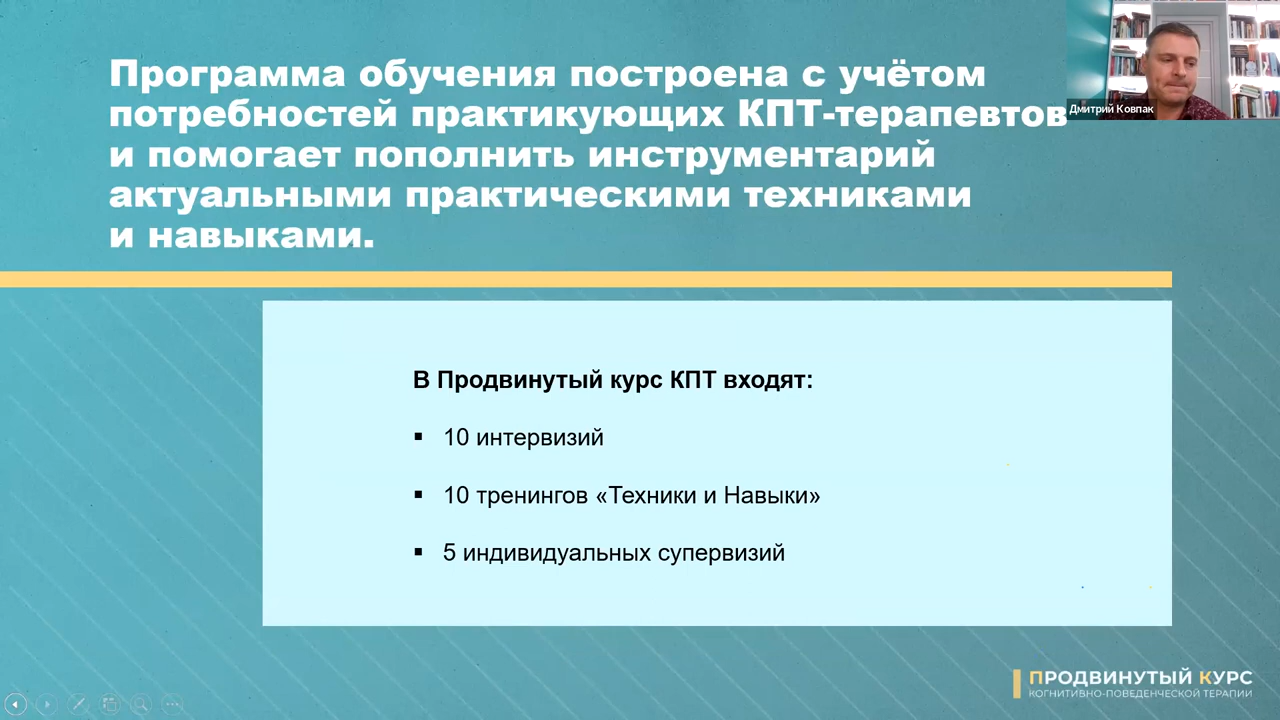 Программа обучения построена с учётом
потребностей практикующих КПТ-терапевтов
и помогает пополнить инструментарий
актуальными практическими техниками
и навыками.
Дмитрий Ковпак
В Продвинутый курс КПТ входят:
▪ 10 интервизий
▪ 10 тренингов «Техники и Навыки»
▪ 5 индивидуальных супервизий
ПРОДВИНУТЫЙ КУРС
КОГНИТИВНО-ПОВЕДЕНЧЕСКОЙ ТЕРАПИИ